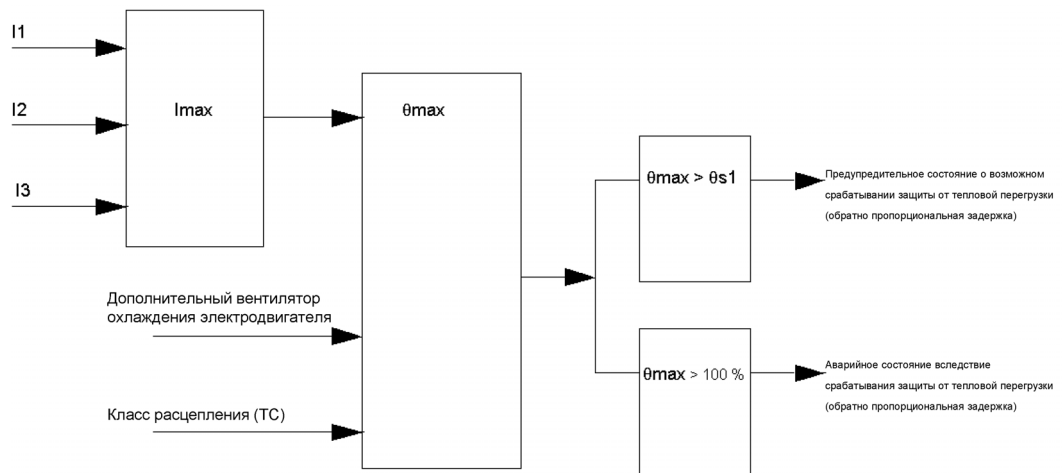 I1
I2
I3
Imax
θmax
Дополнительный вентилятор
охлаждения электродвигателя
Класс расцепления (TC)
θmax > θs1
Предупредительное состояние о возможном
срабатывании защиты от тепловой перегрузки
(обратно пропорциональная задержка)
θmax > 100 %
Аварийное состояние вследствие
срабатывания защиты от тепловой перегрузки
(обратно пропорциональная задержка)